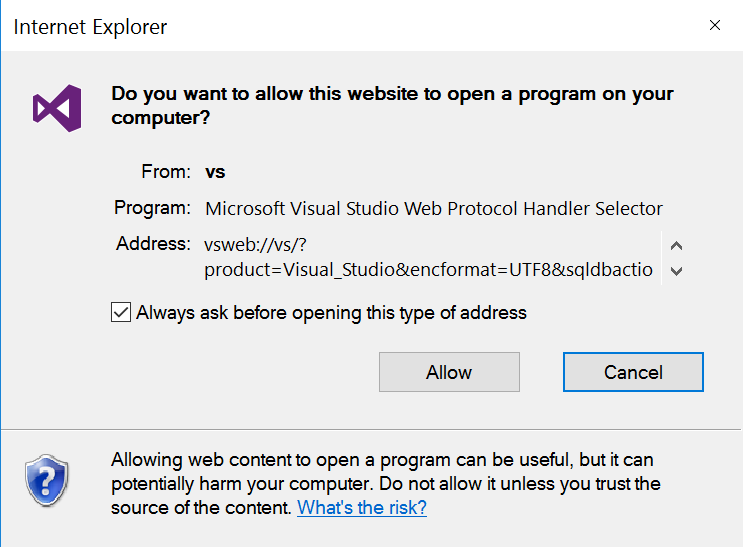 Internet Explorer
Do you want to allow this website to open a program on your
computer?
From: vs
Program: Microsoft Visual Studio Web Protocol Handler Selector
Address: vsweb://vs/?
product=Visual_Studio&encformat=UTF8&sqldbactio
Always ask before opening this type of address
Allow Cancel
Allowing web content to open a program can be useful, but it can
potentially harm your computer. Do not allow it unless you trust the
source of the content. What's the risk?